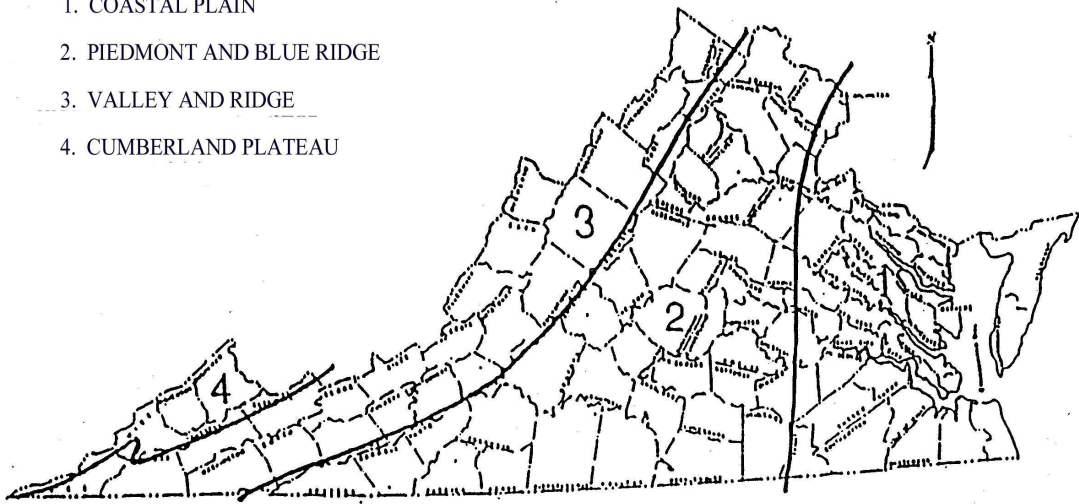 1. COASTAL PLAIN
2. PIEDMONT AND BLUE RIDGE
3. VALLEY AND RIDGE
4. CUMBERLAND PLATEAU
3
2
4